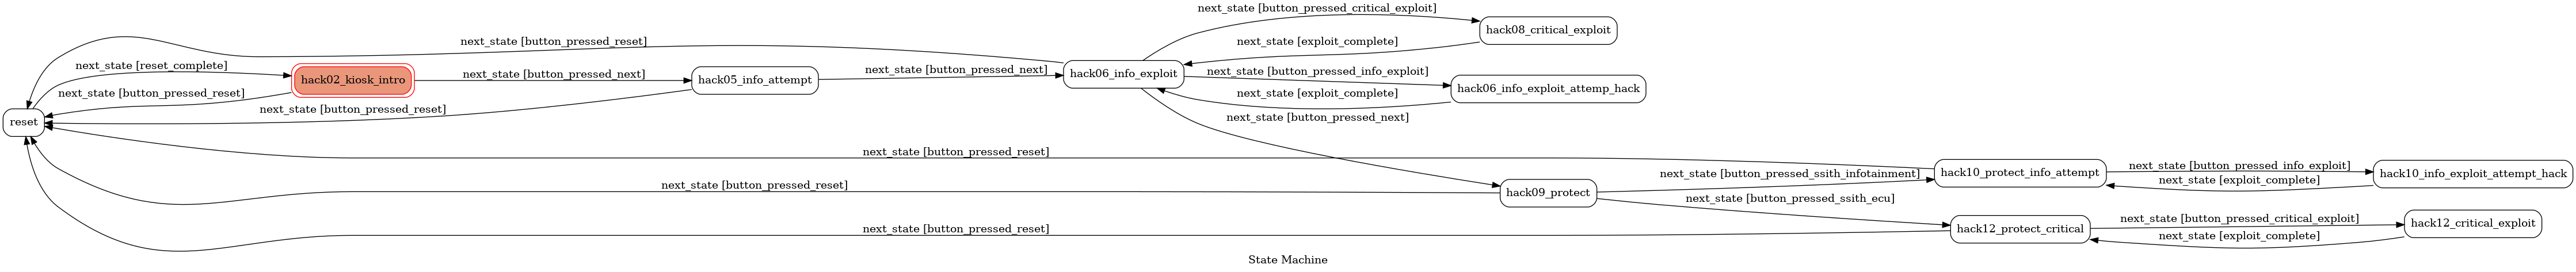 next_state [button_pressed_critical_exploit]
hack08_critical_exploit
next_state [button_pressed_reset]
next_state [exploit_complete]
next_state [reset_complete]
hack02_kiosk_intro
next_state [button_pressed_next]
hack05_info_attempt
next_state [button_pressed_next]
hack06_info_exploit
next_state [button_pressed_info_exploit]
hack06_info_exploit_attemp_hack
next_state [button_pressed_reset]
next_state [exploit_complete]
next_state [button_pressed_reset]
next_state [button_pressed_next]
reset
next_state [button_pressed_reset]
next_state [button_pressed_reset]
hack09_protect
next_state [button_pressed_ssith_infotainment]
hack10_protect_info_attempt
next_state [button_pressed_info_exploit]
hack10_info_exploit_attempt_hack
next_state [exploit_complete]
next_state [button_pressed_ssith_ecu]
next_state [button_pressed_reset]
hack12_protect_critical
next_state [button_pressed_critical_exploit]
hack12_critical_exploit
next_state [exploit_complete]
State Machine